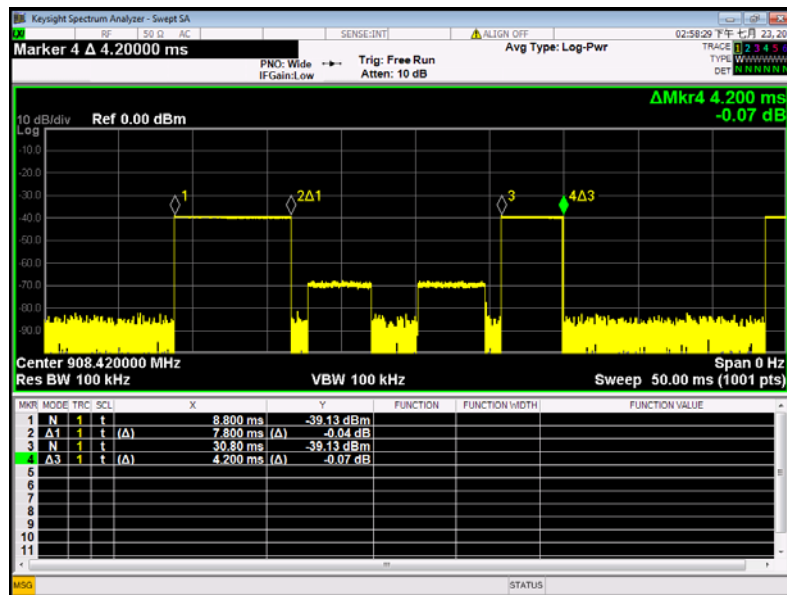 Keysight Spectrum Analyzer - Swept SA
RF 50 Ω AC SENSE:INT ALIGN OFF 02:58:29 下午 七月 23, 20
Marker 4 Δ 4.20000 ms
PNO: Wide
IFGain:Low
Trig: Free Run
Atten: 10 dB
Avg Type: Log-Pwr
TRACE 1 2 3 4 5 6
TYPE WWWWWW
DET N N N N N N
ΔMkr4 4.200 ms
-0.07 dB
10 dB/div Ref 0.00 dBm
Log
-10.0
-20.0
-30.0
-40.0
-50.0
-60.0
-70.0
-80.0
-90.0
1
2Δ1
3
4Δ3
Center 908.420000 MHz Span 0 Hz
Res BW 100 kHz VBW 100 kHz Sweep 50.00 ms (1001 pts)
MKR MODE TRC SCL X Y FUNCTION FUNCTION WIDTH FUNCTION VALUE
1 N 1 t 8.800 ms -39.13 dBm
2 Δ1 1 t (Δ) 7.800 ms (Δ) -0.04 dB
3 N 1 t 30.80 ms -39.13 dBm
4 Δ3 1 t (Δ) 4.200 ms (Δ) -0.07 dB
5
6
7
8
9
10
11
MSG STATUS